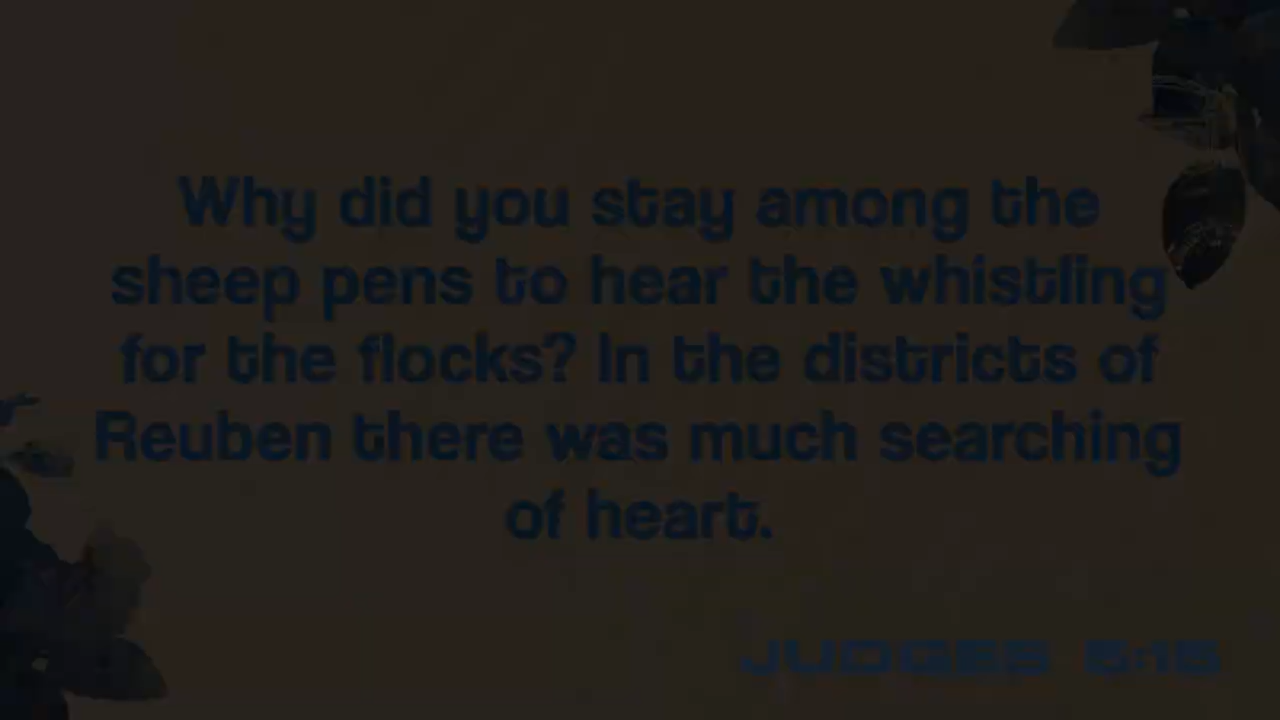 Why did you stay among the
sheep pens to hear the whistling
for the flocks? In the districts of
Reuben there was much searching
of heart.
JUDGES 5:16